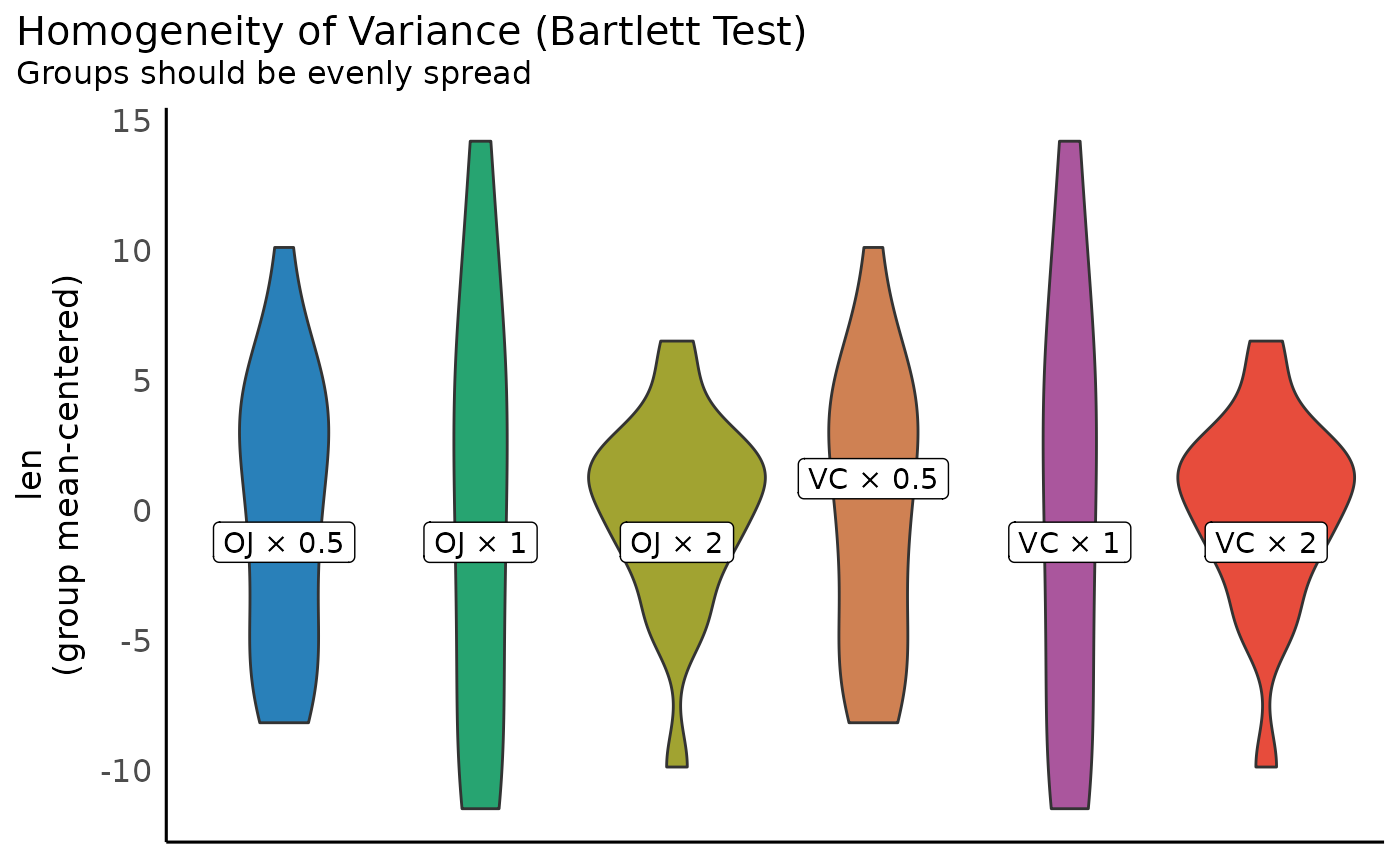 Homogeneity of Variance (Bartlett Test)
Groups should be evenly spread
15
10
5
0
-5
-10
len
(group mean-centered)
OJ × 0.5
OJ × 1
OJ × 2
VC × 0.5
VC × 1
VC × 2